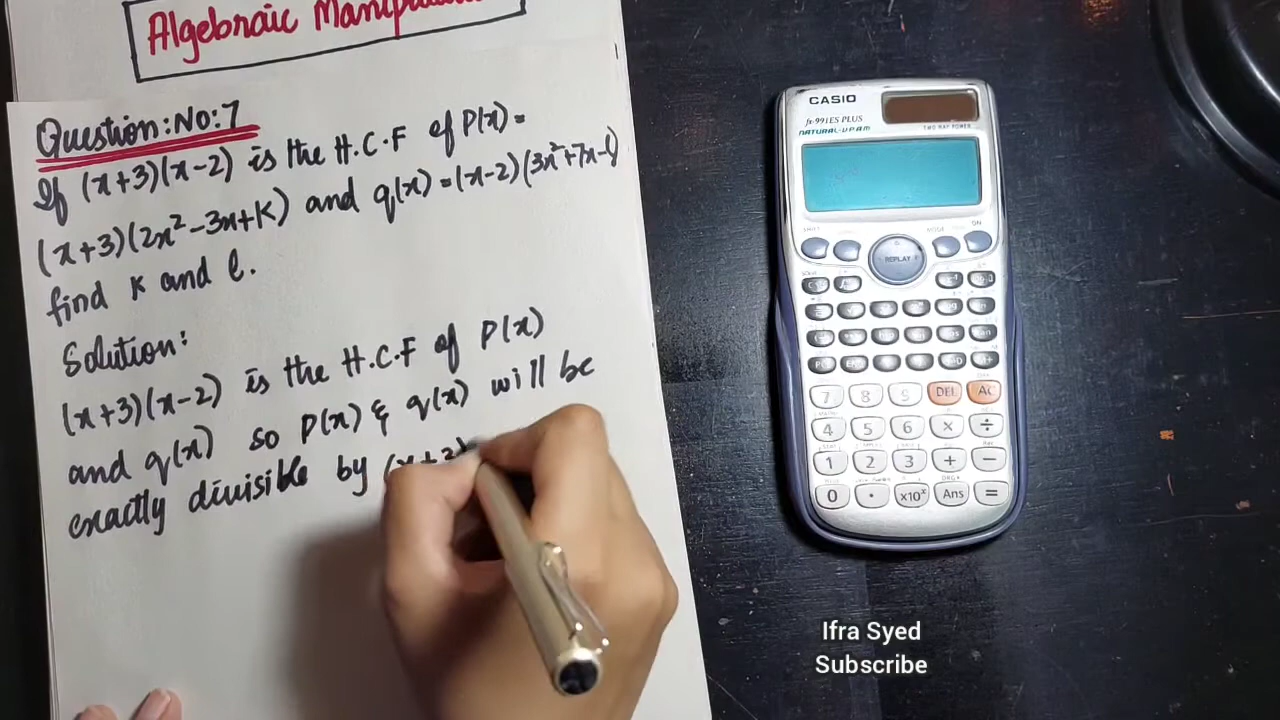 Algebraic
Question: No: 7
If (x+3)(x-2) is the H.C.F of P(x)=
(x+3)(2x²-3x+K) and q(x)=(x-2)(3x²+7x-l)
find K and l.
Solution:
(x+3)(x-2) is the H.C.F of P(x)
and q(x) so P(x) & q(x) will be
exactly divisible by
CASIO
fx-991ES PLUS
NATURAL-V.P.A.M.
TWO WAY POWER
SHIFT
MODE
ON
REPLAY
7 8 9 DEL AC
4 5 6 × ÷
1 2 3 + −
0 • ×10ˣ Ans =
Ifra Syed
Subscribe